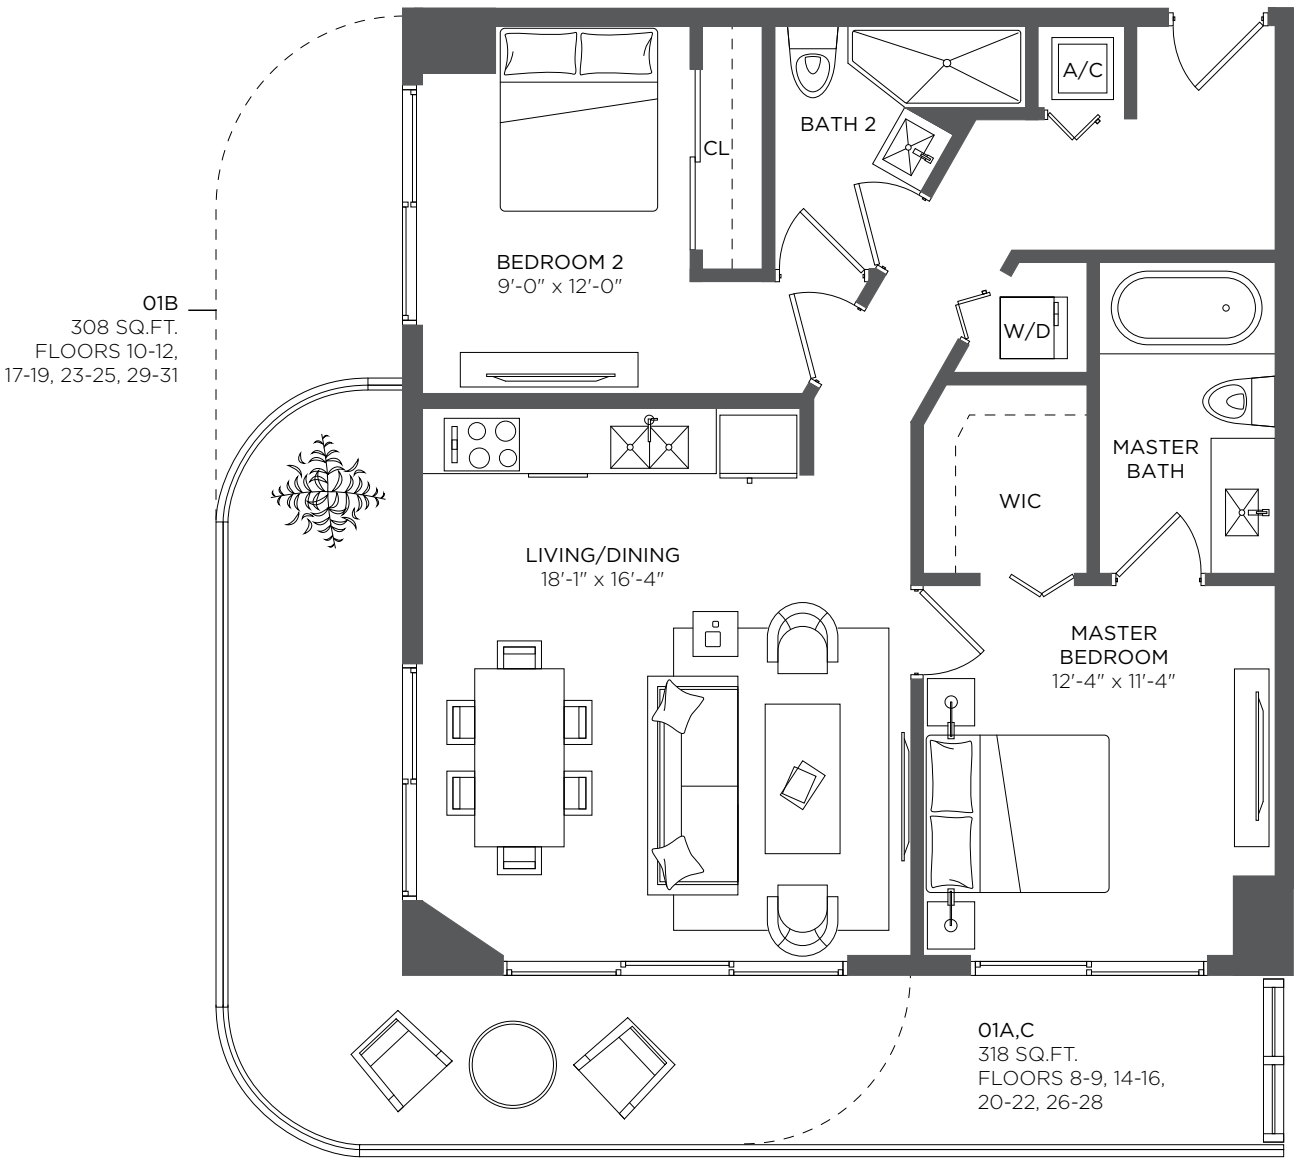 A/C
BATH 2
CL
BEDROOM 2
9'-0" x 12'-0"
01B
308 SQ.FT.
FLOORS 10-12,
17-19, 23-25, 29-31
W/D
MASTER
BATH
WIC
LIVING/DINING
18'-1" x 16'-4"
MASTER
BEDROOM
12'-4" x 11'-4"
01A,C
318 SQ.FT.
FLOORS 8-9, 14-16,
20-22, 26-28